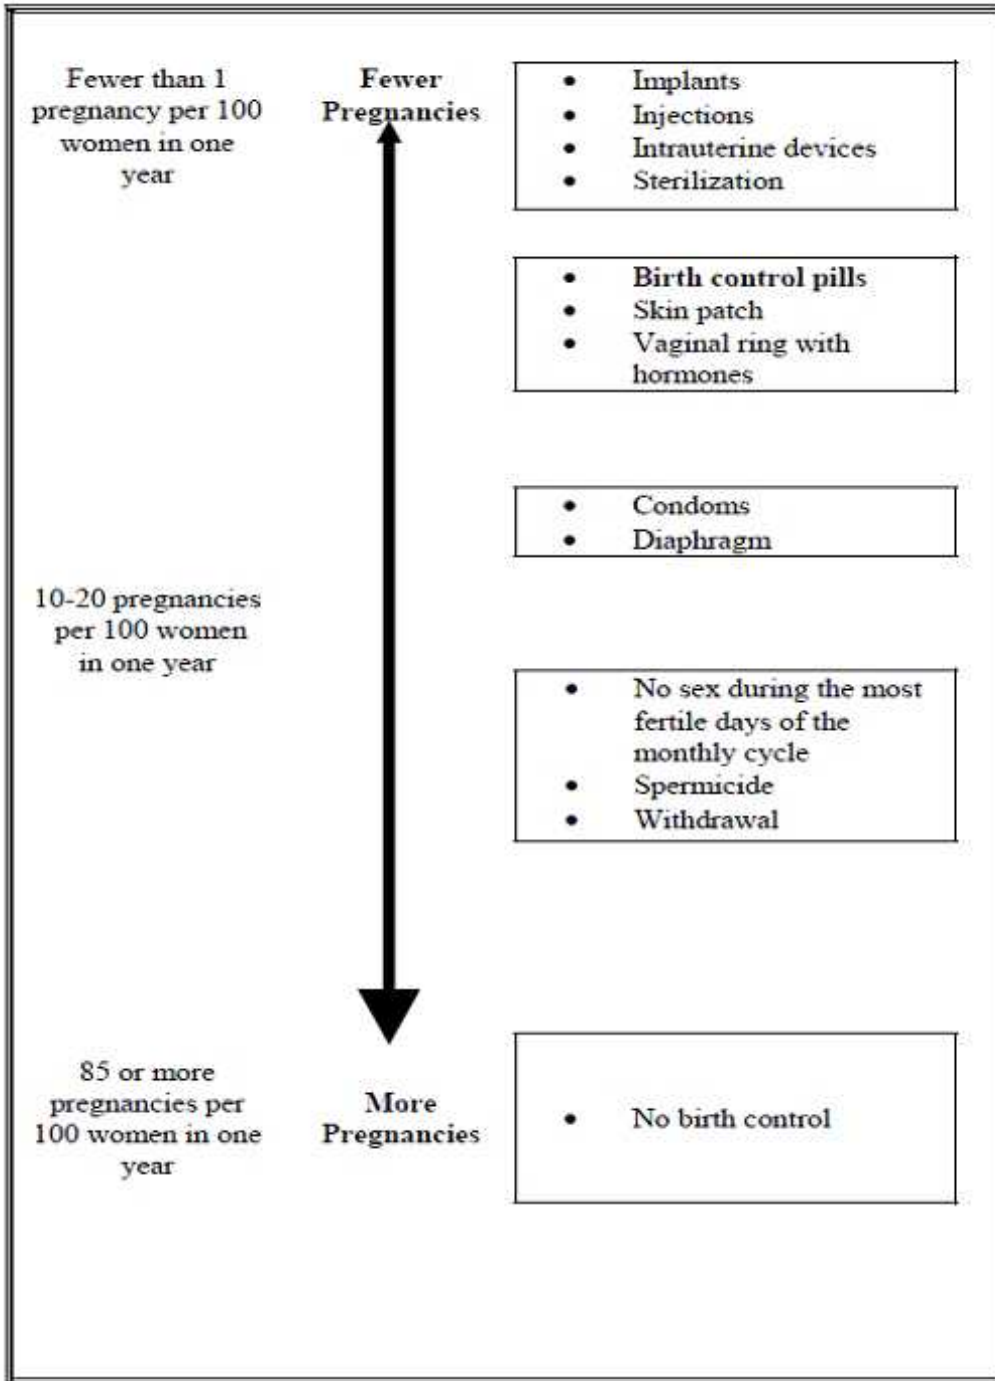 Fewer than 1
pregnancy per 100
women in one
year
Fewer
Pregnancies
• Implants
• Injections
• Intrauterine devices
• Sterilization
• Birth control pills
• Skin patch
• Vaginal ring with
hormones
• Condoms
• Diaphragm
10-20 pregnancies
per 100 women
in one year
• No sex during the most
fertile days of the
monthly cycle
• Spermicide
• Withdrawal
85 or more
pregnancies per
100 women in one
year
More
Pregnancies
• No birth control